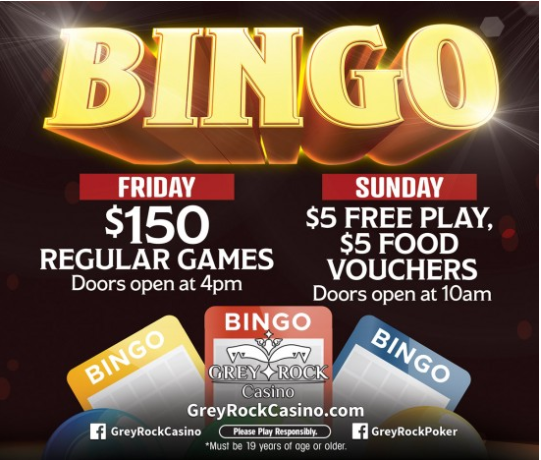 BINGO
FRIDAY
$150
REGULAR GAMES
Doors open at 4pm
SUNDAY
$5 FREE PLAY,
$5 FOOD
VOUCHERS
Doors open at 10am
BINGO
BINGO
BINGO
GREY ROCK
Casino
GreyRockCasino.com
f GreyRockCasino
Please Play Responsibly.
f GreyRockPoker
*Must be 19 years of age or older.